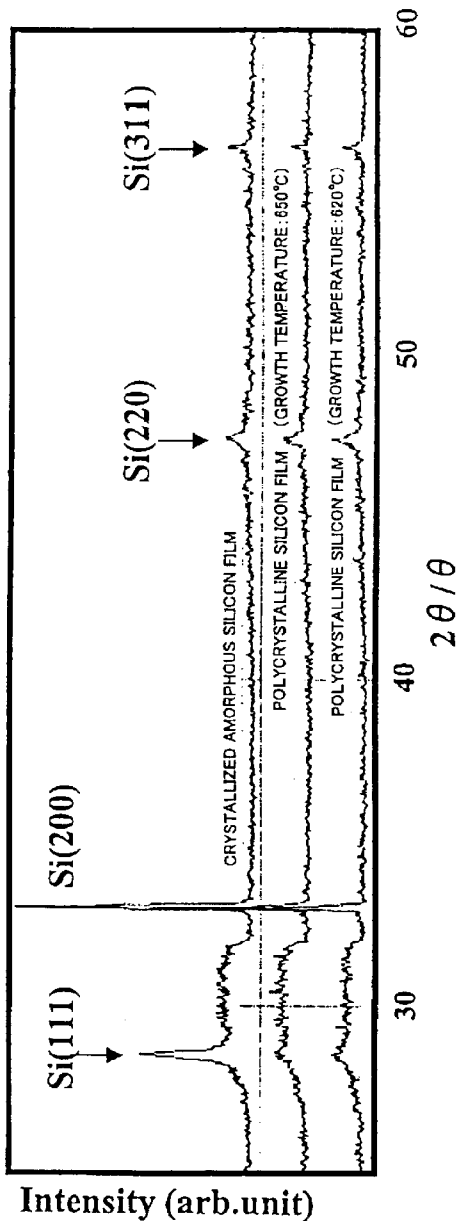 Intensity (arb.unit)
Si(111)
Si(200)
Si(220)
Si(311)
CRYSTALLIZED AMORPHOUS SILICON FILM
POLYCRYSTALLINE SILICON FILM (GROWTH TEMPERATURE:650°C)
POLYCRYSTALLINE SILICON FILM (GROWTH TEMPERATURE:620°C)
30
40
50
60
2θ/θ